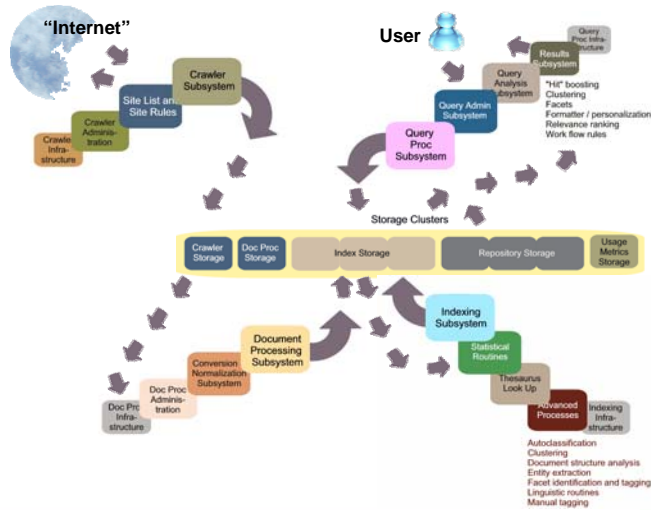 “Internet”
User
Query
Proc Infra-
structure
Results
Subsystem
Query
Analysis
Subsystem
Query Admin
Subsystem
Query
Proc
Subsystem
"Hit" boosting
Clustering
Facets
Formatter / personalization
Relevance ranking
Work flow rules
Crawler
Subsystem
Site List and
Site Rules
Crawler
Adminis-
tration
Crawler
Infra-
structure
Storage Clusters
Crawler
Storage
Doc Proc
Storage
Index Storage
Repository Storage
Usage
Metrics
Storage
Document
Processing
Subsystem
Conversion
Normalization
Subsystem
Doc Proc
Adminis-
tration
Doc Proc
Infra-
structure
Indexing
Subsystem
Statistical
Routines
Thesaurus
Look Up
Advanced
Processes
Indexing
Infra-
structure
Autoclassification
Clustering
Document structure analysis
Entity extraction
Facet identification and tagging
Linguistic routines
Manual tagging